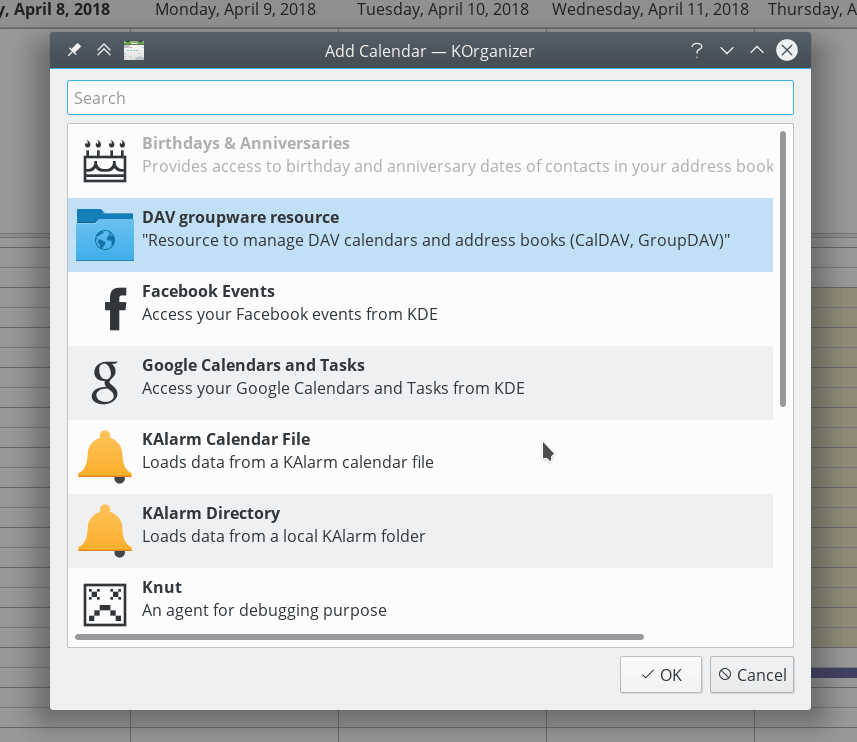 y, April 8, 2018
Monday, April 9, 2018
Tuesday, April 10, 2018
Wednesday, April 11, 2018
Thursday, A
Add Calendar — KOrganizer
Search
Birthdays & Anniversaries
Provides access to birthday and anniversary dates of contacts in your address book
DAV groupware resource
"Resource to manage DAV calendars and address books (CalDAV, GroupDAV)"
Facebook Events
Access your Facebook events from KDE
Google Calendars and Tasks
Access your Google Calendars and Tasks from KDE
KAlarm Calendar File
Loads data from a KAlarm calendar file
KAlarm Directory
Loads data from a local KAlarm folder
Knut
An agent for debugging purpose
OK
Cancel